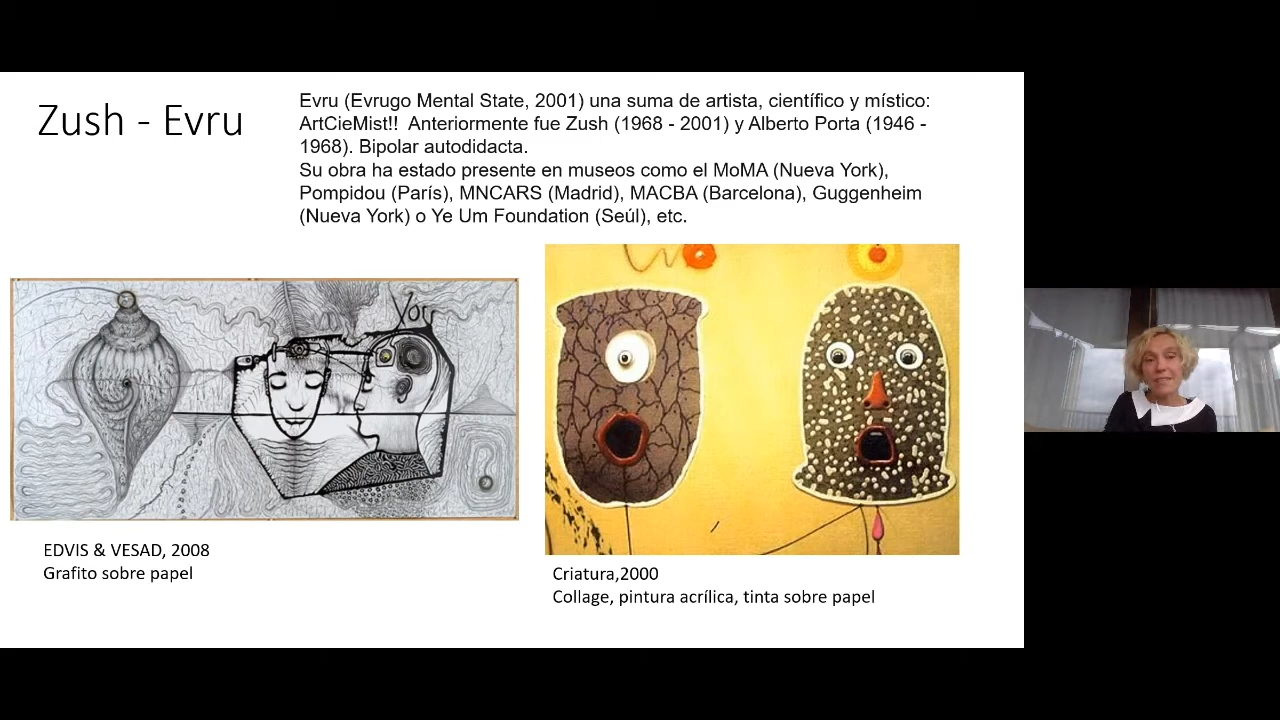 Zush - Evru
Evru (Evrugo Mental State, 2001) una suma de artista, científico y místico:
ArtCieMist!!  Anteriormente fue Zush (1968 - 2001) y Alberto Porta (1946 -
1968). Bipolar autodidacta.
Su obra ha estado presente en museos como el MoMA (Nueva York),
Pompidou (París), MNCARS (Madrid), MACBA (Barcelona), Guggenheim
(Nueva York) o Ye Um Foundation (Seúl), etc.
You
EDVIS & VESAD, 2008
Grafito sobre papel
Criatura,2000
Collage, pintura acrílica, tinta sobre papel